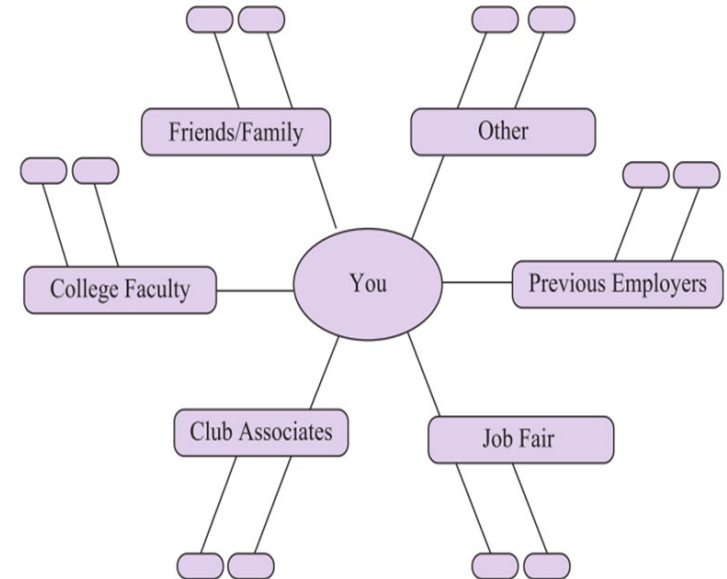 Friends/Family
Other
College Faculty
You
Previous Employers
Club Associates
Job Fair